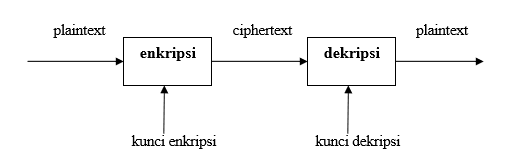 plaintext ciphertext plaintext
enkripsi dekripsi
kunci enkripsi kunci dekripsi